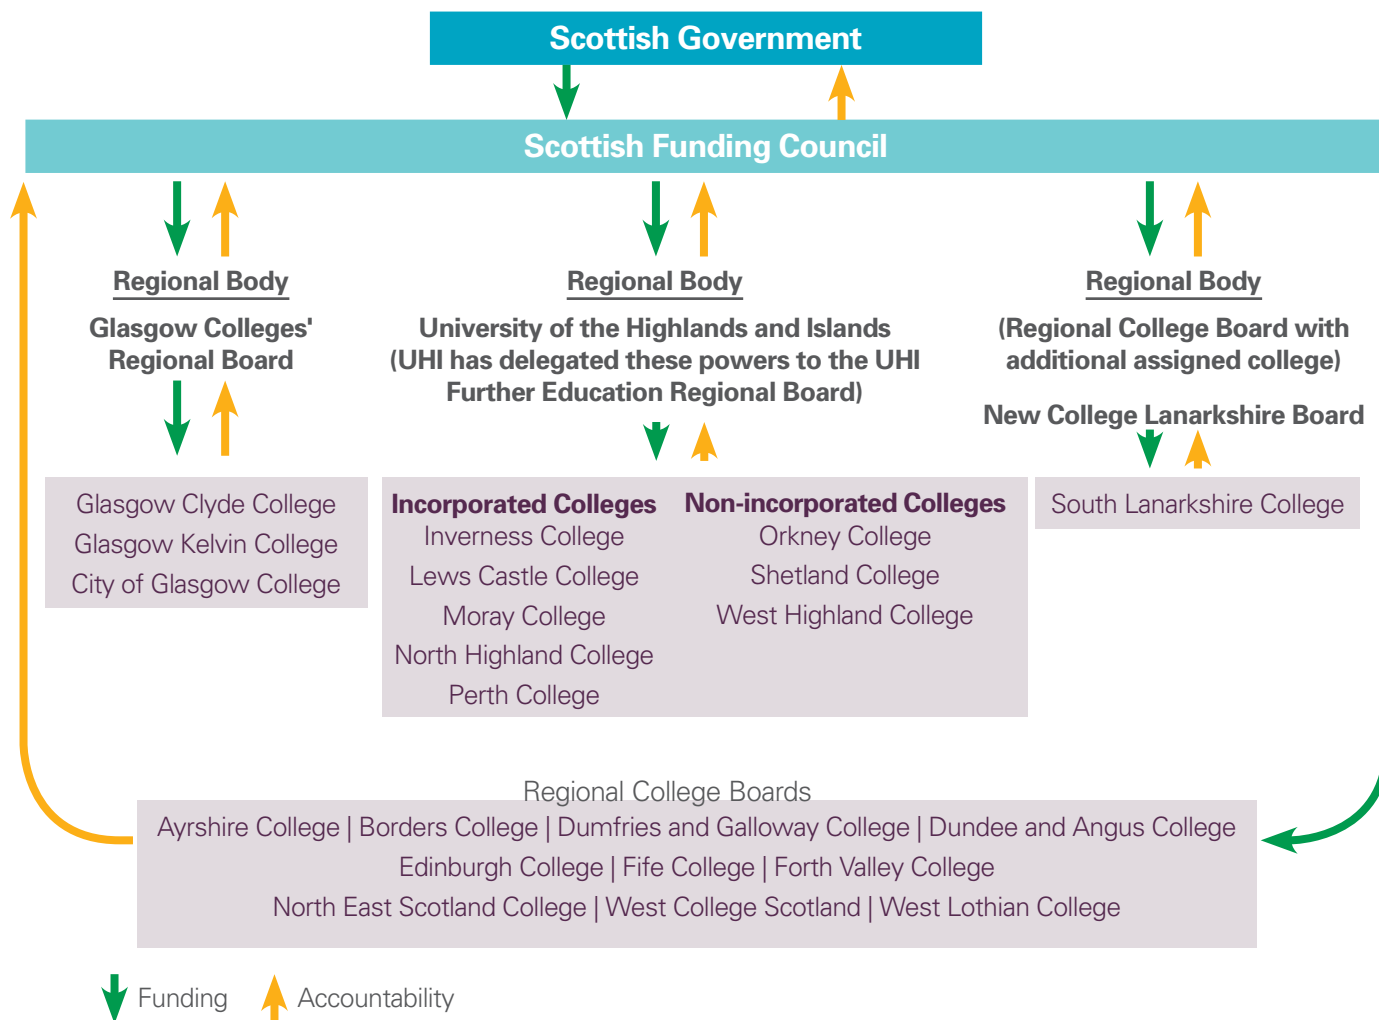 Scottish Government
Scottish Funding Council
Regional Body
Glasgow Colleges'
Regional Board
Regional Body
University of the Highlands and Islands
(UHI has delegated these powers to the UHI
Further Education Regional Board)
Regional Body
(Regional College Board with
additional assigned college)
New College Lanarkshire Board
Glasgow Clyde College
Glasgow Kelvin College
City of Glasgow College
Incorporated Colleges
Inverness College
Lews Castle College
Moray College
North Highland College
Perth College
Non-incorporated Colleges
Orkney College
Shetland College
West Highland College
South Lanarkshire College
Regional College Boards
Ayrshire College | Borders College | Dumfries and Galloway College | Dundee and Angus College
Edinburgh College | Fife College | Forth Valley College
North East Scotland College | West College Scotland | West Lothian College
Funding
Accountability